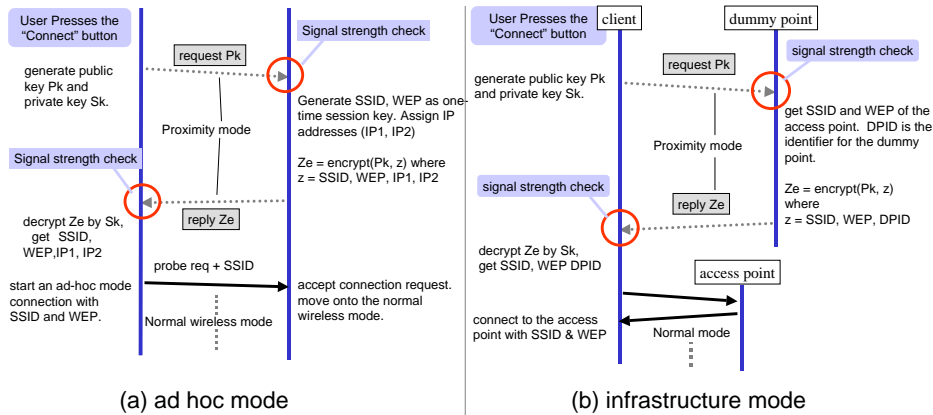 User Presses the
“Connect” button
request Pk
Signal strength check
generate public
key Pk and
private key Sk.
Generate SSID, WEP as one-
time session key. Assign IP
addresses (IP1, IP2)
Proximity mode
Ze = encrypt(Pk, z) where
z = SSID, WEP, IP1, IP2
Signal strength check
reply Ze
decrypt Ze by Sk,
get SSID,
WEP,IP1, IP2
probe req + SSID
start an ad-hoc mode
connection with
SSID and WEP.
accept connection request.
move onto the normal
wireless mode.
Normal wireless mode
(a) ad hoc mode
User Presses the
“Connect” button
client
dummy point
request Pk
signal strength check
generate public key Pk
and private key Sk.
get SSID and WEP of the
access point. DPID is the
identifier for the dummy
point.
Proximity mode
signal strength check
Ze = encrypt(Pk, z)
where
z = SSID, WEP, DPID
reply Ze
decrypt Ze by Sk,
get SSID, WEP DPID
access point
connect to the access
point with SSID & WEP
Normal mode
(b) infrastructure mode